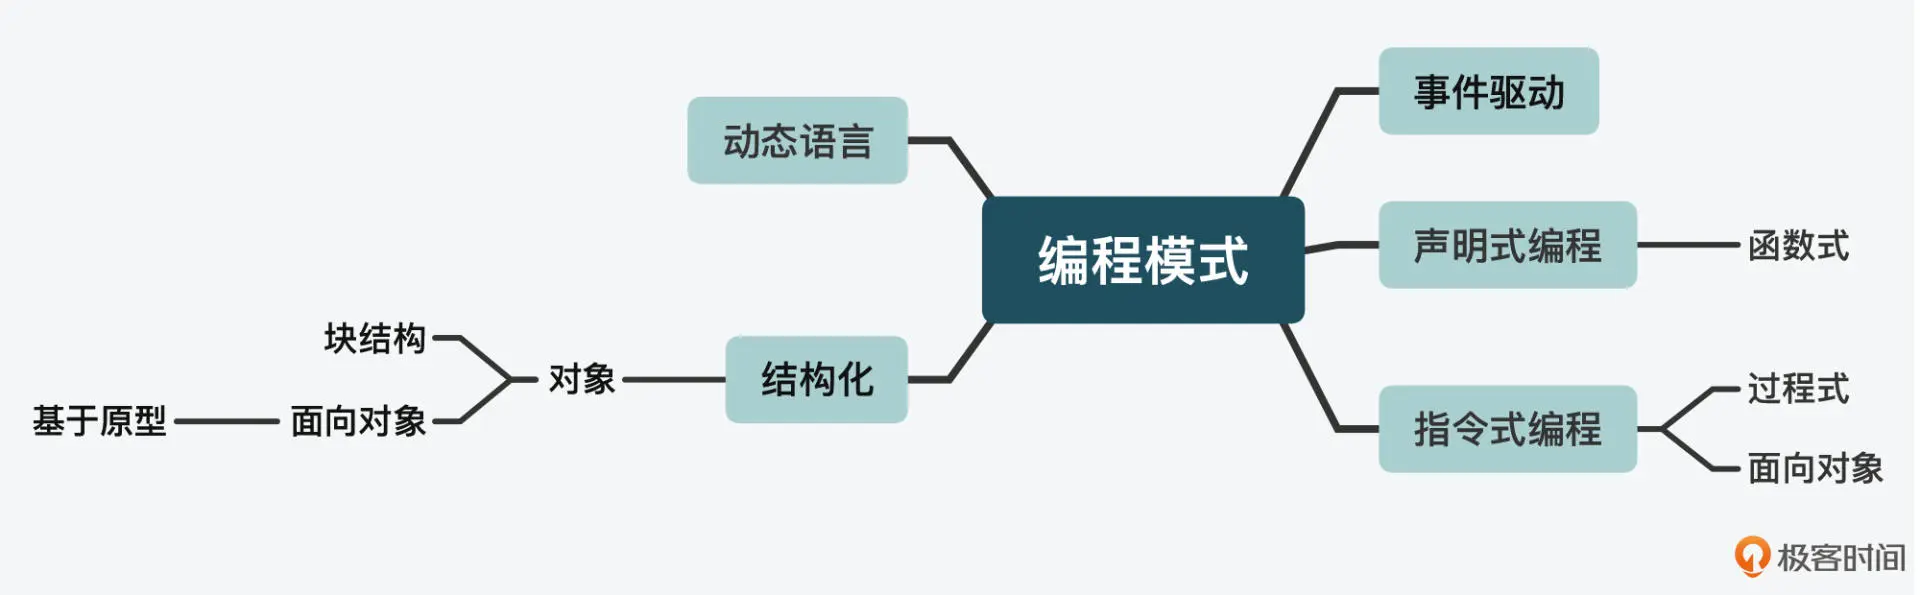 事件驱动
动态语言
编程模式
声明式编程
函数式
块结构
对象
结构化
过程式
基于原型
面向对象
指令式编程
面向对象
极客时间